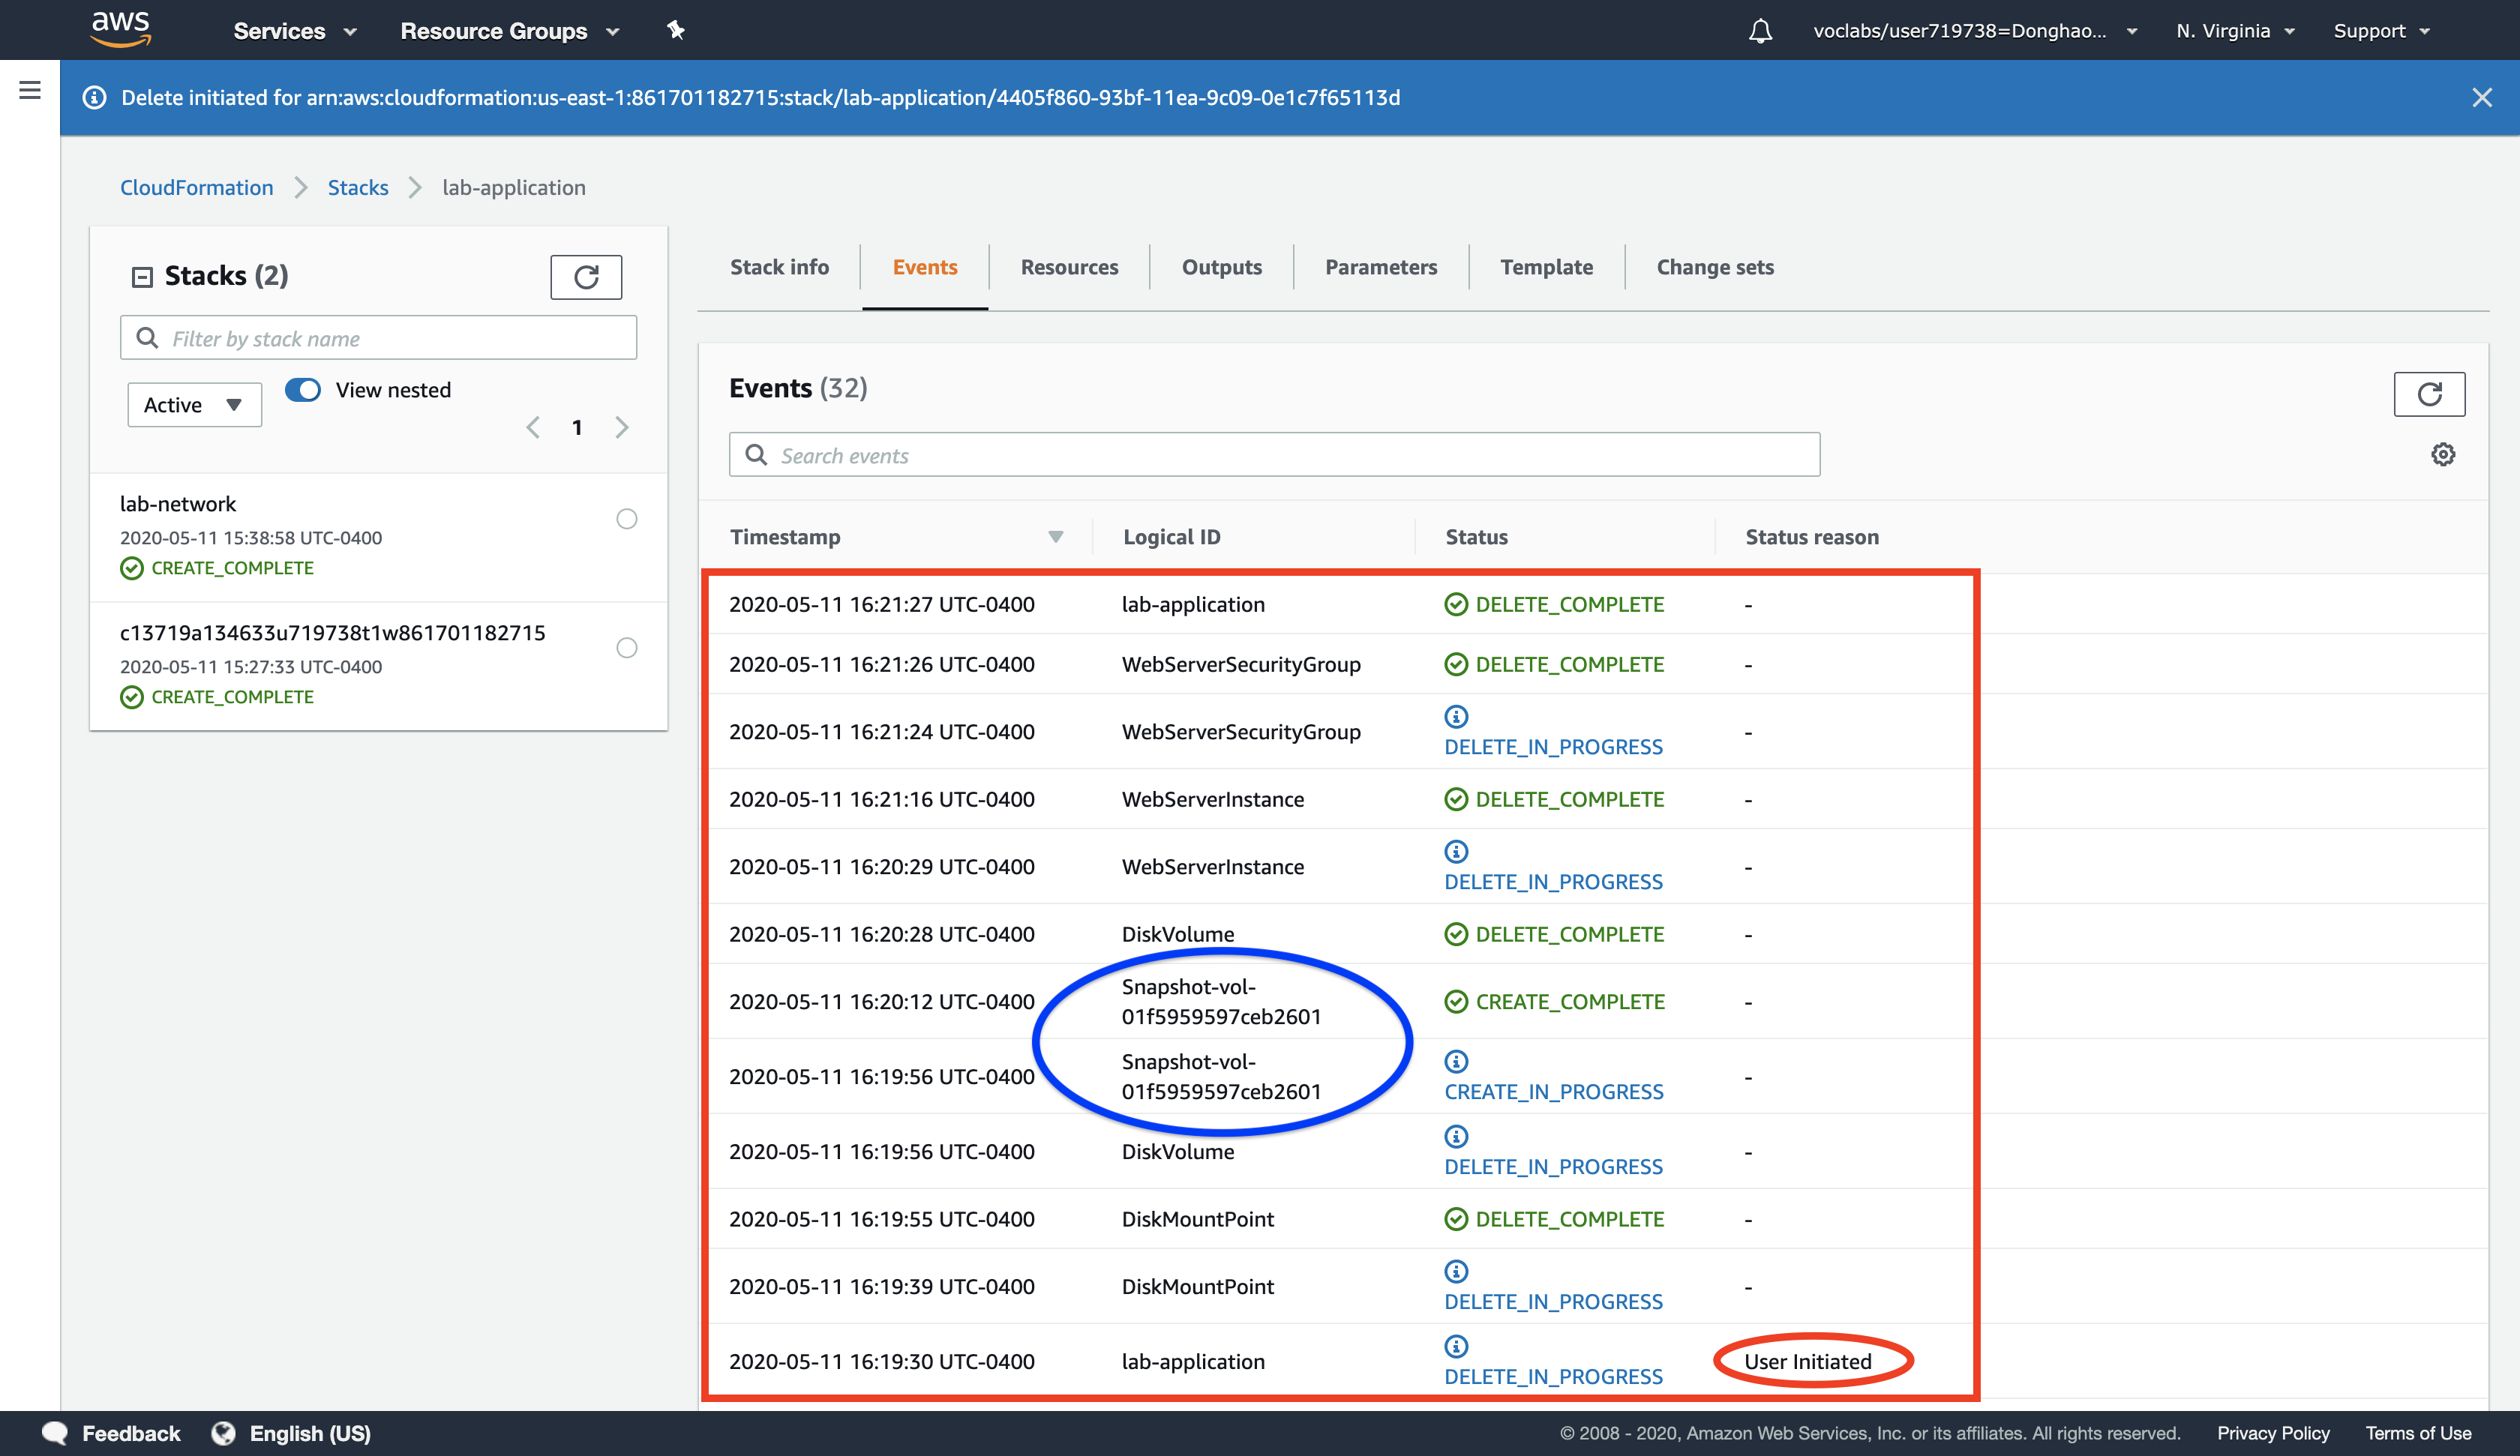 aws
Services
Resource Groups
voclabs/user719738=Donghao...
N. Virginia
Support
Delete initiated for arn:aws:cloudformation:us-east-1:861701182715:stack/lab-application/4405f860-93bf-11ea-9c09-0e1c7f65113d
CloudFormation
Stacks
lab-application
Stacks (2)
Filter by stack name
Active
View nested
1
lab-network
2020-05-11 15:38:58 UTC-0400
CREATE_COMPLETE
c13719a134633u719738t1w861701182715
2020-05-11 15:27:33 UTC-0400
CREATE_COMPLETE
Stack info
Events
Resources
Outputs
Parameters
Template
Change sets
Events (32)
Search events
Timestamp Logical ID Status Status reason
2020-05-11 16:21:27 UTC-0400 lab-application DELETE_COMPLETE -
2020-05-11 16:21:26 UTC-0400 WebServerSecurityGroup DELETE_COMPLETE -
2020-05-11 16:21:24 UTC-0400 WebServerSecurityGroup DELETE_IN_PROGRESS -
2020-05-11 16:21:16 UTC-0400 WebServerInstance DELETE_COMPLETE -
2020-05-11 16:20:29 UTC-0400 WebServerInstance DELETE_IN_PROGRESS -
2020-05-11 16:20:28 UTC-0400 DiskVolume DELETE_COMPLETE -
2020-05-11 16:20:12 UTC-0400 Snapshot-vol-
01f5959597ceb2601 CREATE_COMPLETE -
2020-05-11 16:19:56 UTC-0400 Snapshot-vol-
01f5959597ceb2601 CREATE_IN_PROGRESS -
2020-05-11 16:19:56 UTC-0400 DiskVolume DELETE_IN_PROGRESS -
2020-05-11 16:19:55 UTC-0400 DiskMountPoint DELETE_COMPLETE -
2020-05-11 16:19:39 UTC-0400 DiskMountPoint DELETE_IN_PROGRESS -
2020-05-11 16:19:30 UTC-0400 lab-application DELETE_IN_PROGRESS User Initiated
Feedback
English (US)
© 2008 - 2020, Amazon Web Services, Inc. or its affiliates. All rights reserved.
Privacy Policy
Terms of Use